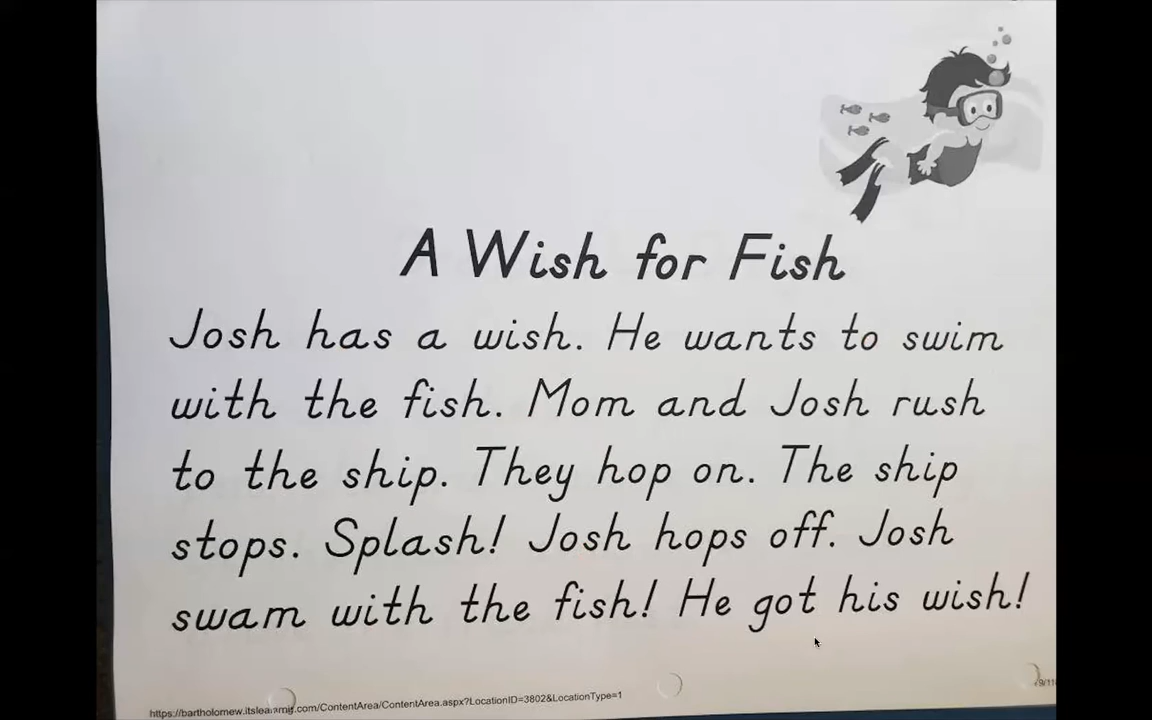 A Wish for Fish
Josh has a wish. He wants to swim
with the fish. Mom and Josh rush
to the ship. They hop on. The ship
stops. Splash! Josh hops off. Josh
swam with the fish! He got his wish!